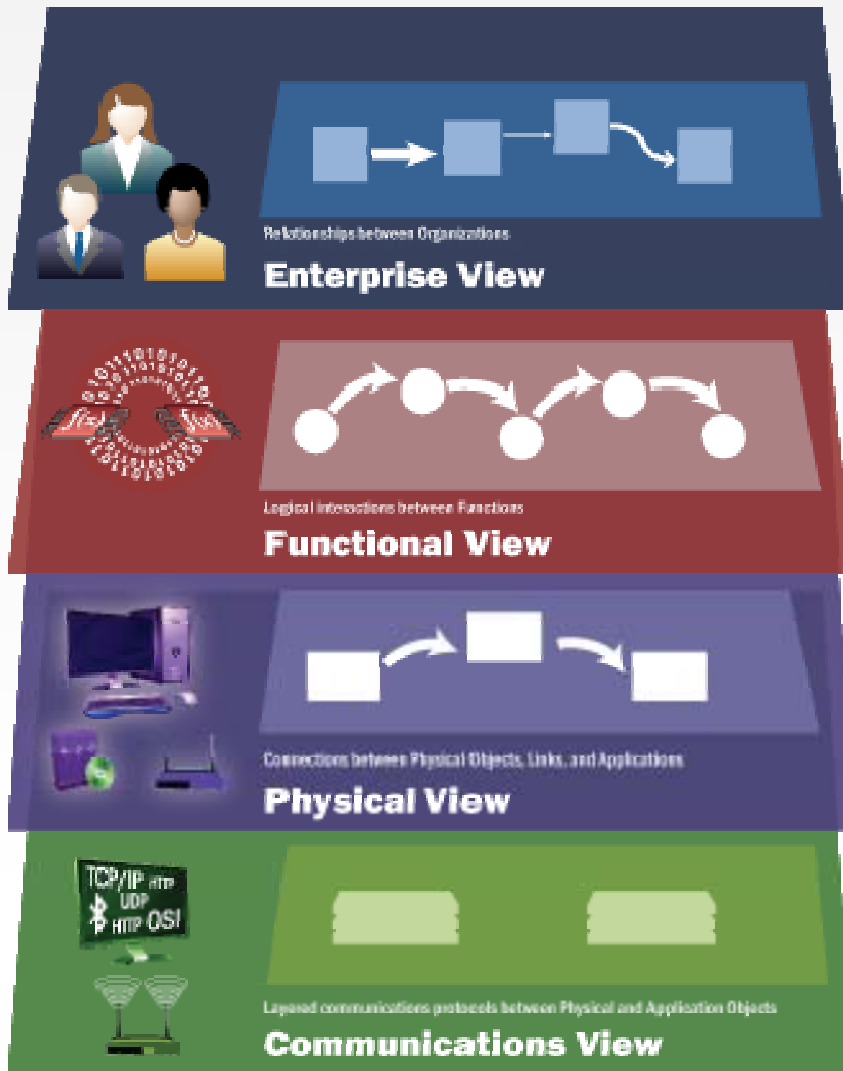 Relationships between Organizations
Enterprise View
f(x)
f(x)
Logical interactions between Functions
Functional View
Connections between Physical Objects, Links, and Applications
Physical View
TCP/IP HTTP
UDP
HTTP OSI
Layered communications protocols between Physical and Application Objects
Communications View